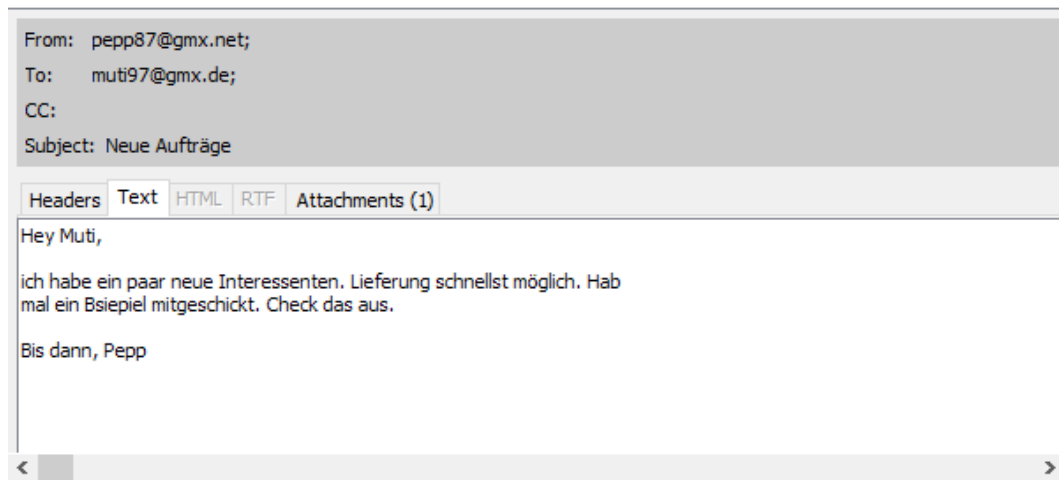 From: pepp87@gmx.net;
To: muti97@gmx.de;
CC:
Subject: Neue Aufträge
Headers Text HTML RTF Attachments (1)
Hey Muti,
ich habe ein paar neue Interessenten. Lieferung schnellst möglich. Hab
mal ein Bsiepiel mitgeschickt. Check das aus.
Bis dann, Pepp